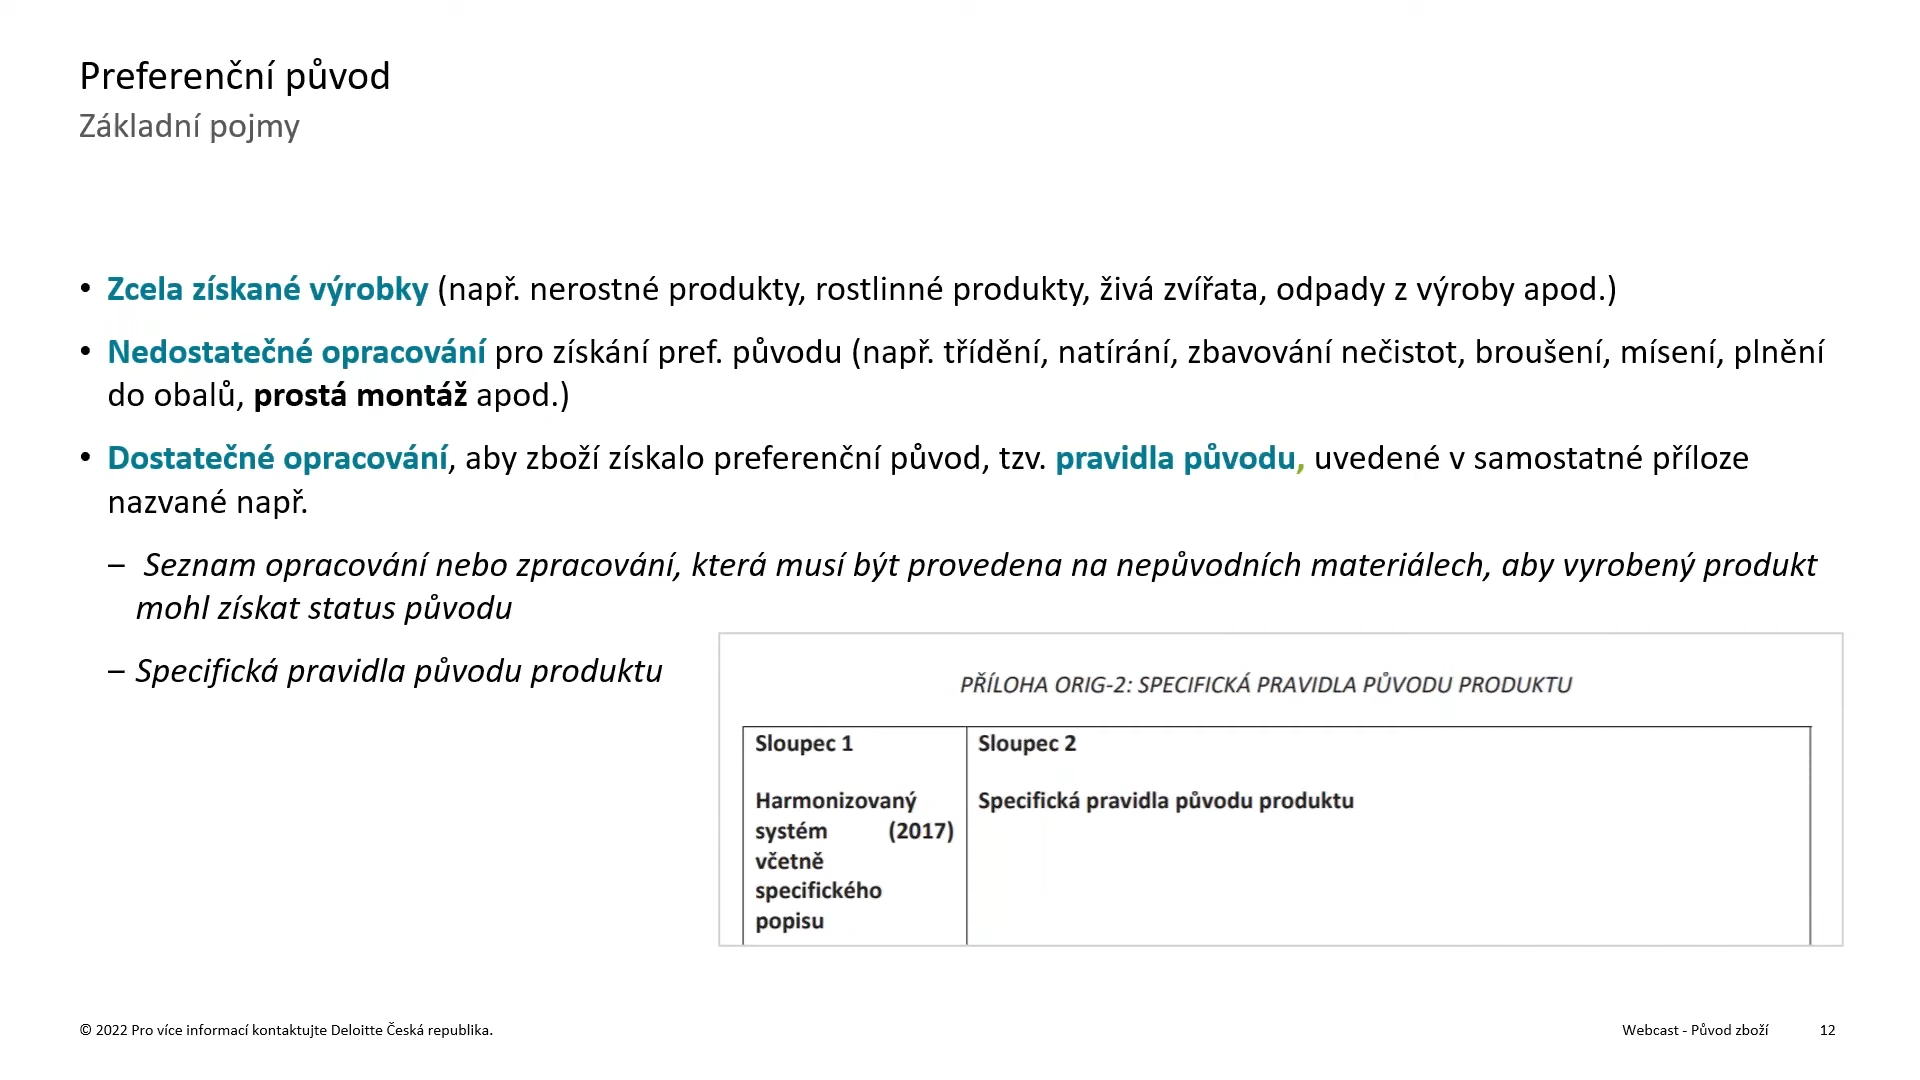 Preferenční původ
Základní pojmy
• Zcela získané výrobky (např. nerostné produkty, rostlinné produkty, živá zvířata, odpady z výroby apod.)
• Nedostatečné opracování pro získání pref. původu (např. třídění, natírání, zbavování nečistot, broušení, mísení, plnění
do obalů, prostá montáž apod.)
• Dostatečné opracování, aby zboží získalo preferenční původ, tzv. pravidla původu, uvedené v samostatné příloze
nazvané např.
– Seznam opracování nebo zpracování, která musí být provedena na nepůvodních materiálech, aby vyrobený produkt
mohl získat status původu
– Specifická pravidla původu produktu
PŘÍLOHA ORIG-2: SPECIFICKÁ PRAVIDLA PŮVODU PRODUKTU
Sloupec 1
Harmonizovaný
systém (2017)
včetně
specifického
popisu
Sloupec 2
Specifická pravidla původu produktu
© 2022 Pro více informací kontaktujte Deloitte Česká republika.
Webcast - Původ zboží 12